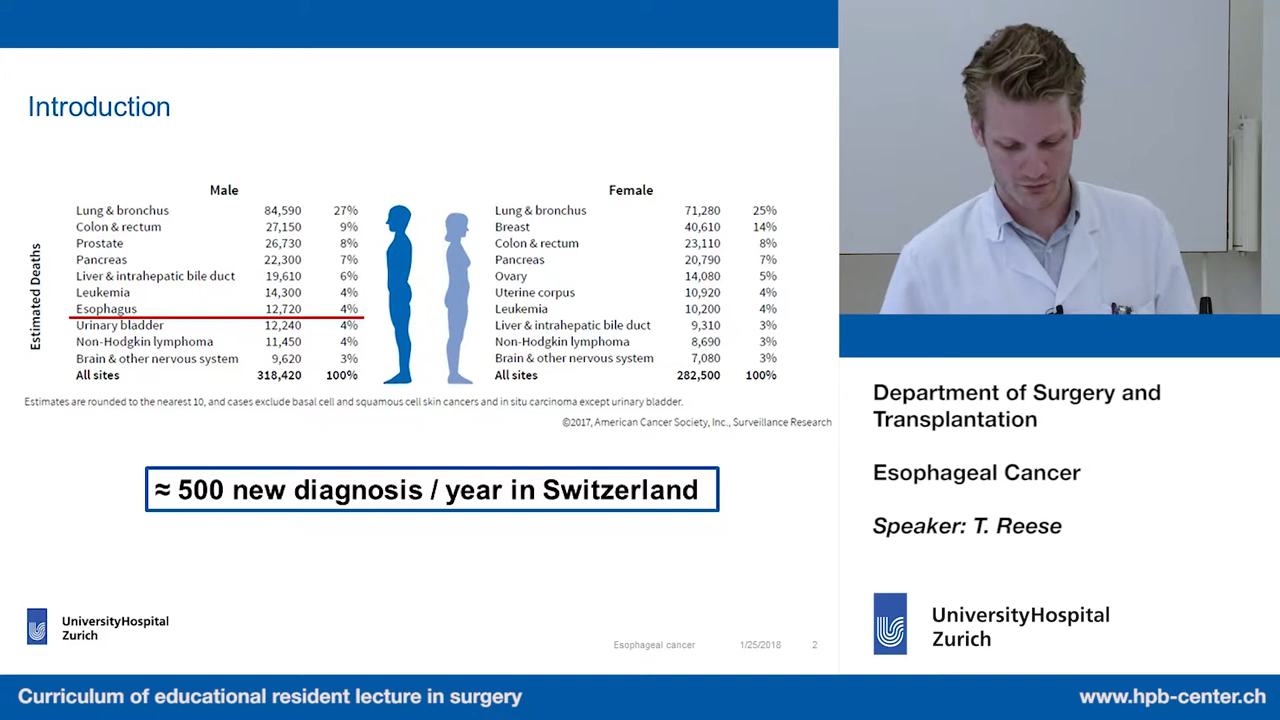 Introduction
Male
Female
Estimated Deaths
Lung & bronchus 84,590 27%
Colon & rectum 27,150 9%
Prostate 26,730 8%
Pancreas 22,300 7%
Liver & intrahepatic bile duct 19,610 6%
Leukemia 14,300 4%
Esophagus 12,720 4%
Urinary bladder 12,240 4%
Non-Hodgkin lymphoma 11,450 4%
Brain & other nervous system 9,620 3%
All sites 318,420 100%
Lung & bronchus 71,280 25%
Breast 40,610 14%
Colon & rectum 23,110 8%
Pancreas 20,790 7%
Ovary 14,080 5%
Uterine corpus 10,920 4%
Leukemia 10,200 4%
Liver & intrahepatic bile duct 9,310 3%
Non-Hodgkin lymphoma 8,690 3%
Brain & other nervous system 7,080 3%
All sites 282,500 100%
Estimates are rounded to the nearest 10, and cases exclude basal cell and squamous cell skin cancers and in situ carcinoma except urinary bladder.
©2017, American Cancer Society, Inc., Surveillance Research
≈ 500 new diagnosis / year in Switzerland
UniversityHospital
Zurich
Esophageal cancer 1/25/2018 2
Department of Surgery and
Transplantation
Esophageal Cancer
Speaker: T. Reese
UniversityHospital
Zurich
Curriculum of educational resident lecture in surgery
www.hpb-center.ch